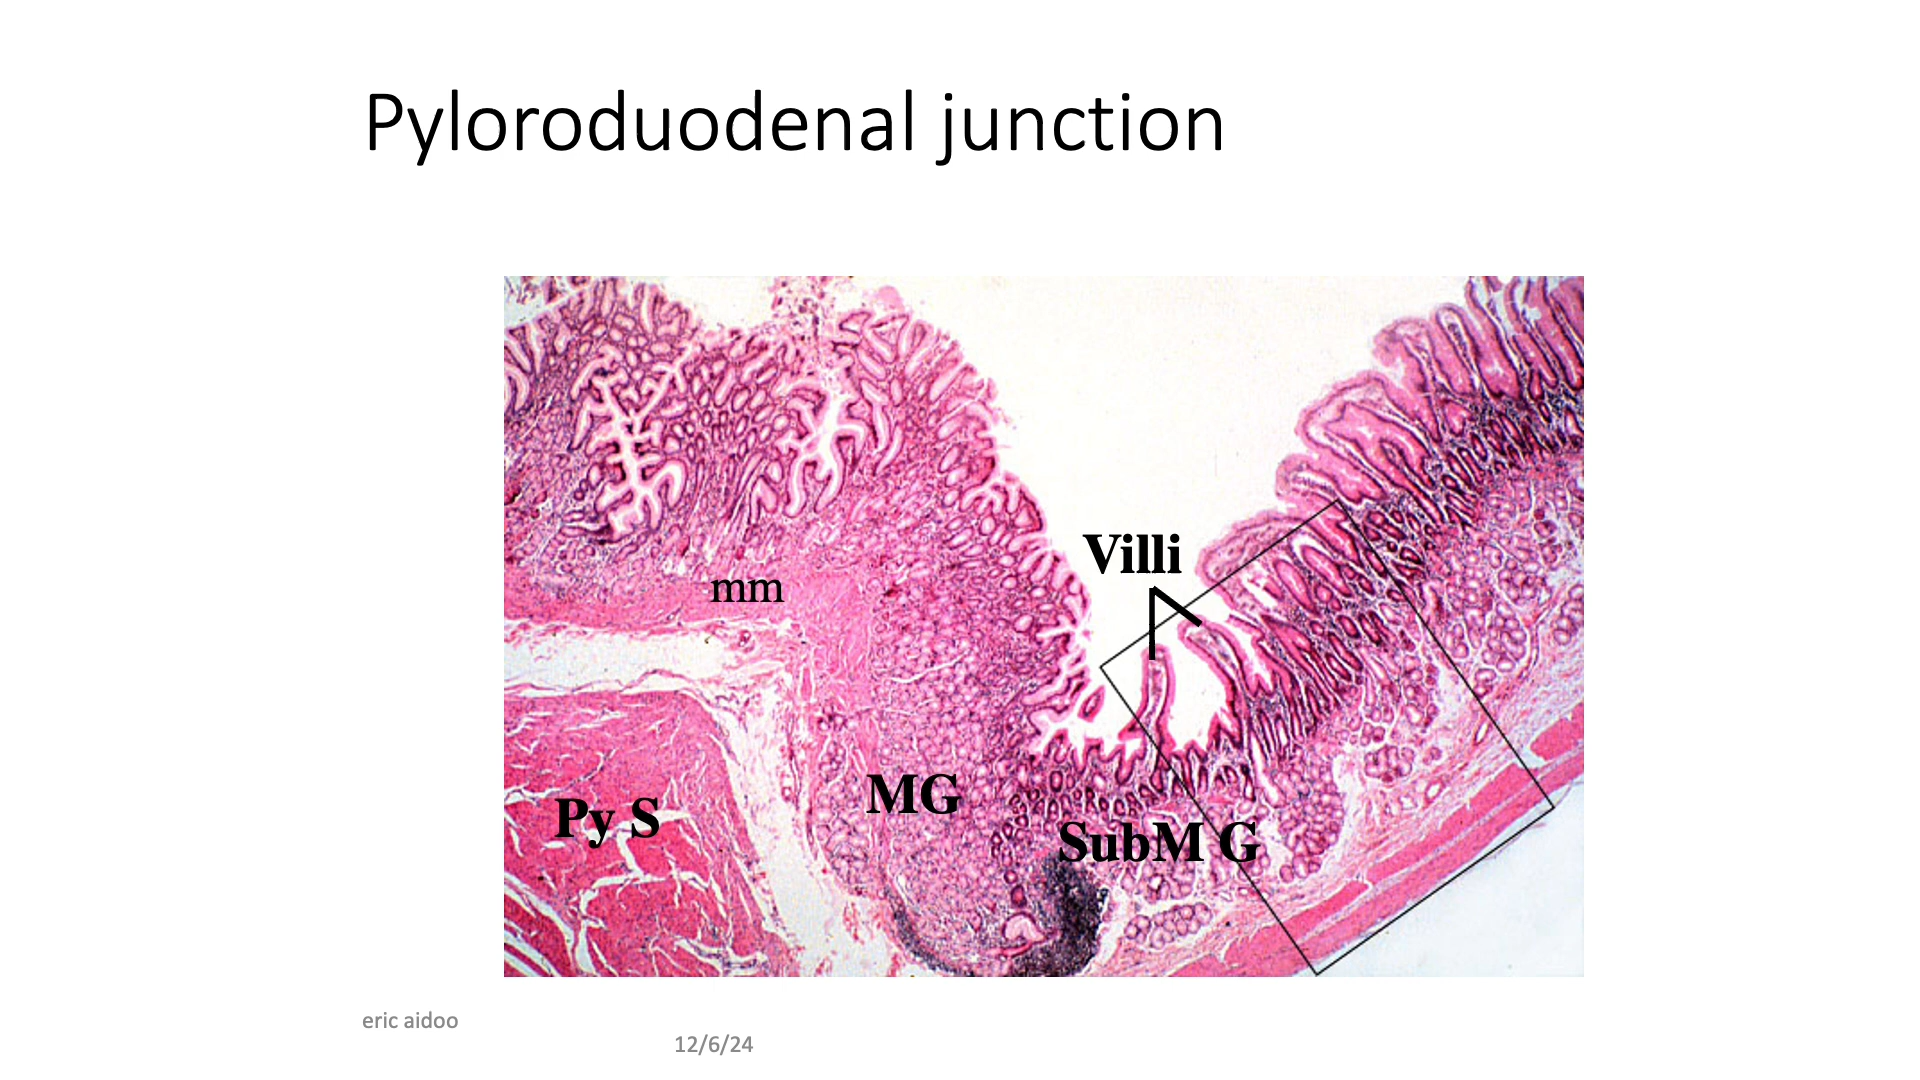 Pyloroduodenal junction
Villi
mm
MG
Py S
SubM G
eric aidoo
12/6/24